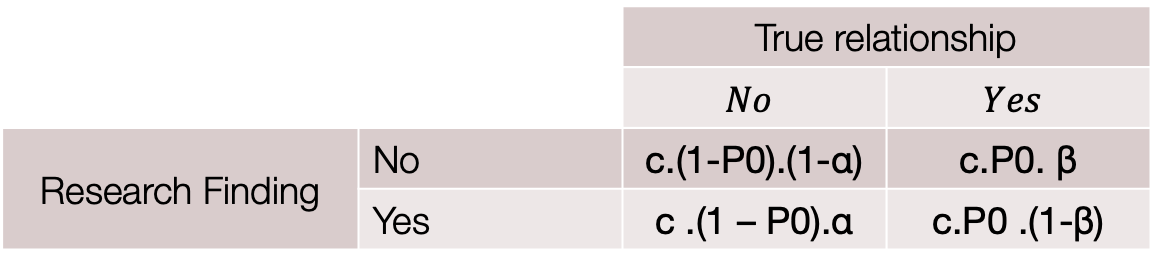 True relationship
No Yes
Research Finding
No c.(1-P0).(1-α) c.P0. β
Yes c .(1 – P0).α c.P0 .(1-β)